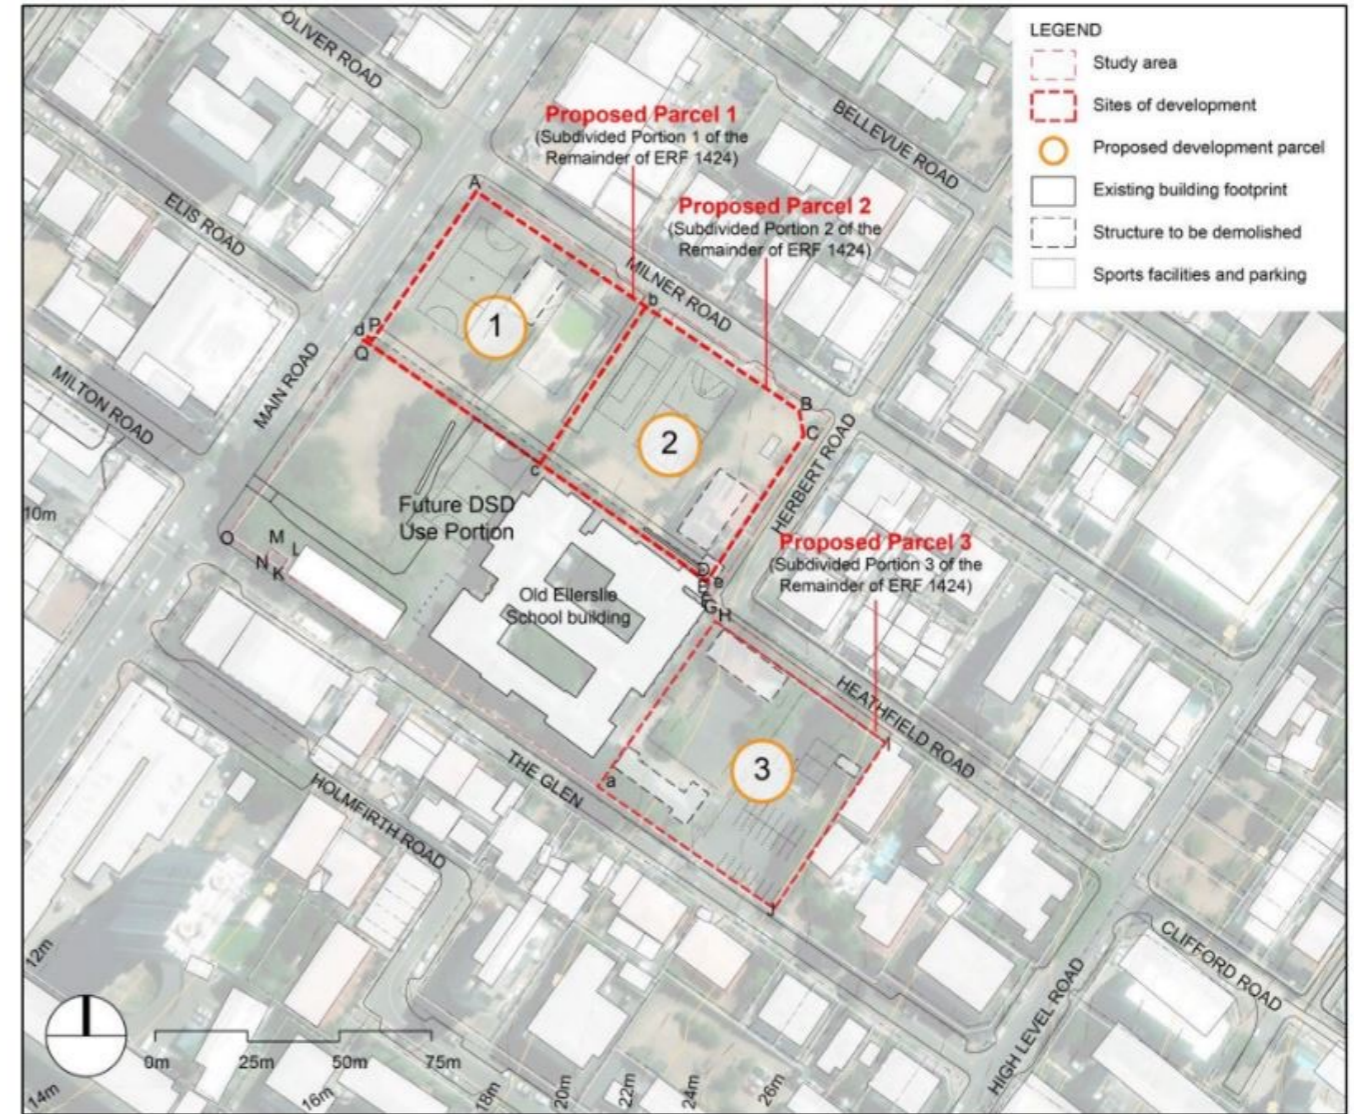 OLIVER ROAD
LEGEND
Study area
Sites of development
Proposed development parcel
Existing building footprint
Structure to be demolished
Sports facilities and parking
BELLEVUE ROAD
Proposed Parcel 1
(Subdivided Portion 1 of the
Remainder of ERF 1424)
ELIS ROAD
A
Proposed Parcel 2
(Subdivided Portion 2 of the
Remainder of ERF 1424)
MILNER ROAD
b
1
d P
Q
MAIN ROAD
MILTON ROAD
B
C
2
c
HERBERT ROAD
10m
Future DSD
Use Portion
O
M
L
N
K
Proposed Parcel 3
(Subdivided Portion 3 of the
Remainder of ERF 1424)
D
e
G H
Old Ellerslie
School building
HEATHFIELD ROAD
3
a
THE GLEN
HOLMFIRTH ROAD
J
12m
CLIFFORD ROAD
HIGH LEVEL ROAD
0m 25m 50m 75m
14m
16m
18m
20m
22m
24m
26m